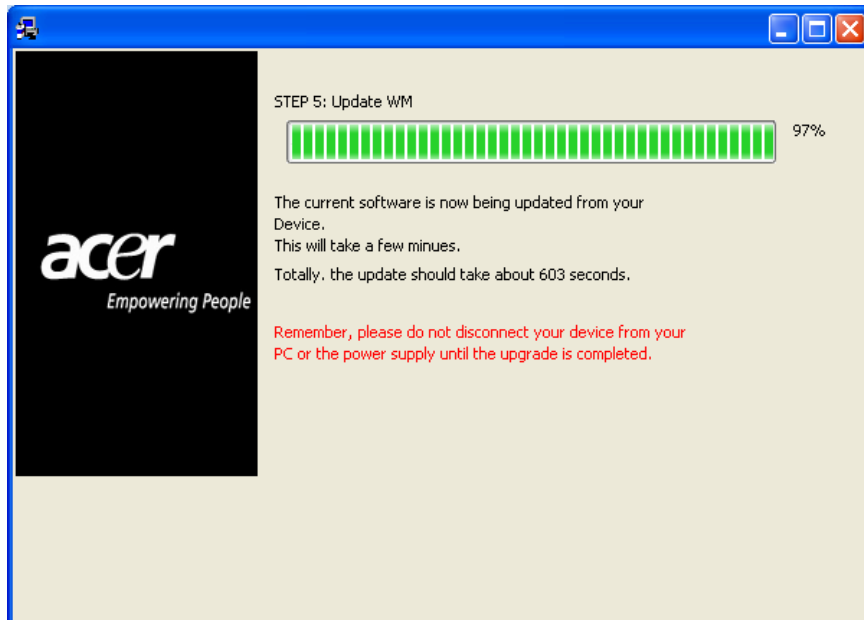 STEP 5: Update WM
97%
The current software is now being updated from your
Device.
This will take a few minues.
Totally. the update should take about 603 seconds.
acer
Empowering People
Remember, please do not disconnect your device from your
PC or the power supply until the upgrade is completed.